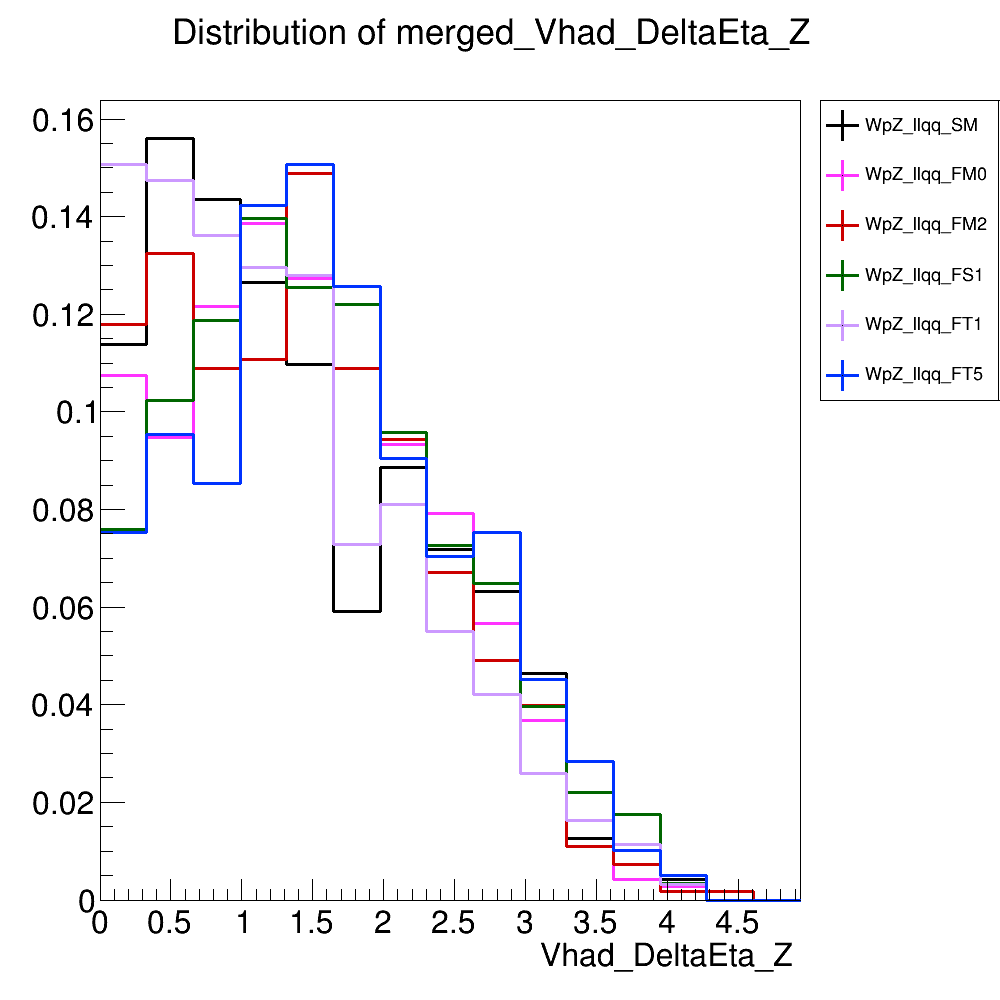 Distribution of merged_Vhad_DeltaEta_Z
0.16
0.14
0.12
0.1
0.08
0.06
0.04
0.02
0
0 0.5 1 1.5 2 2.5 3 3.5 4 4.5
Vhad_DeltaEta_Z
WpZ_llqq_SM
WpZ_llqq_FM0
WpZ_llqq_FM2
WpZ_llqq_FS1
WpZ_llqq_FT1
WpZ_llqq_FT5